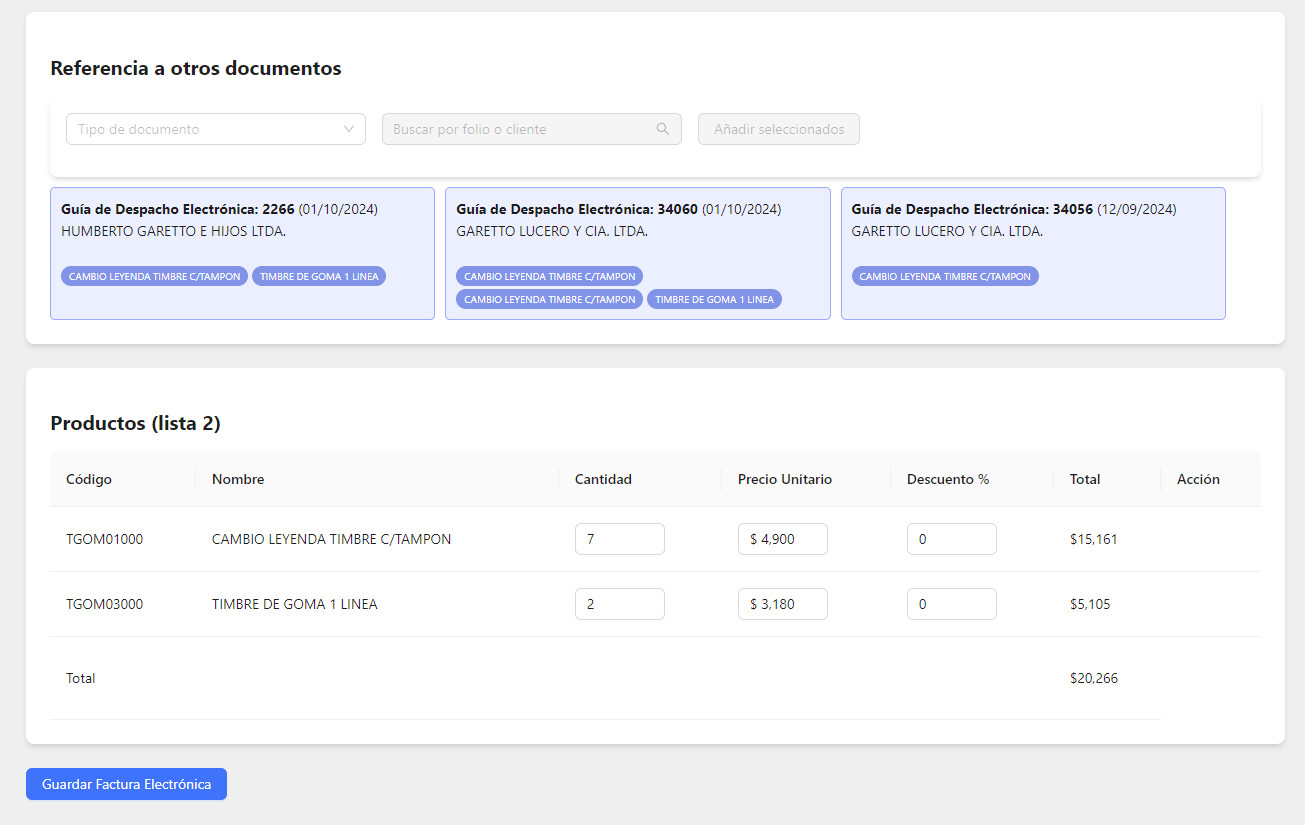 Referencia a otros documentos
Tipo de documento
Buscar por folio o cliente
Añadir seleccionados
Guía de Despacho Electrónica: 2266 (01/10/2024)
HUMBERTO GARETTO E HIJOS LTDA.
CAMBIO LEYENDA TIMBRE C/TAMPON TIMBRE DE GOMA 1 LINEA
Guía de Despacho Electrónica: 34060 (01/10/2024)
GARETTO LUCERO Y CIA. LTDA.
CAMBIO LEYENDA TIMBRE C/TAMPON
CAMBIO LEYENDA TIMBRE C/TAMPON TIMBRE DE GOMA 1 LINEA
Guía de Despacho Electrónica: 34056 (12/09/2024)
GARETTO LUCERO Y CIA. LTDA.
CAMBIO LEYENDA TIMBRE C/TAMPON
Productos (lista 2)
Código Nombre Cantidad Precio Unitario Descuento % Total Acción
TGOM01000 CAMBIO LEYENDA TIMBRE C/TAMPON 7 $ 4,900 0 $15,161
TGOM03000 TIMBRE DE GOMA 1 LINEA 2 $ 3,180 0 $5,105
Total $20,266
Guardar Factura Electrónica